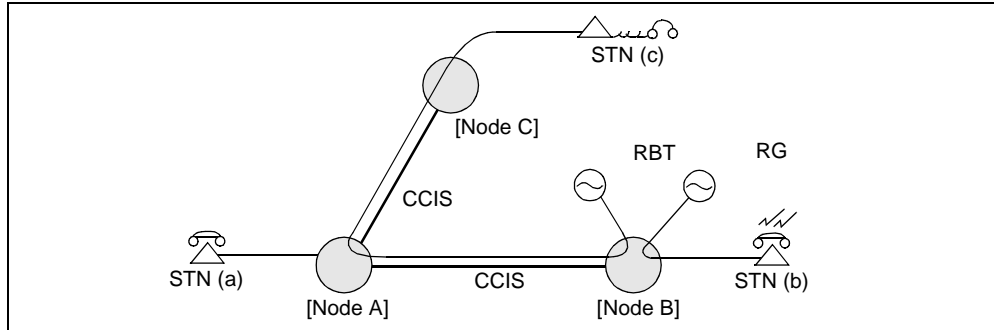 STN (c)
[Node C]
RBT
RG
CCIS
STN (a)
CCIS
STN (b)
[Node A]
[Node B]